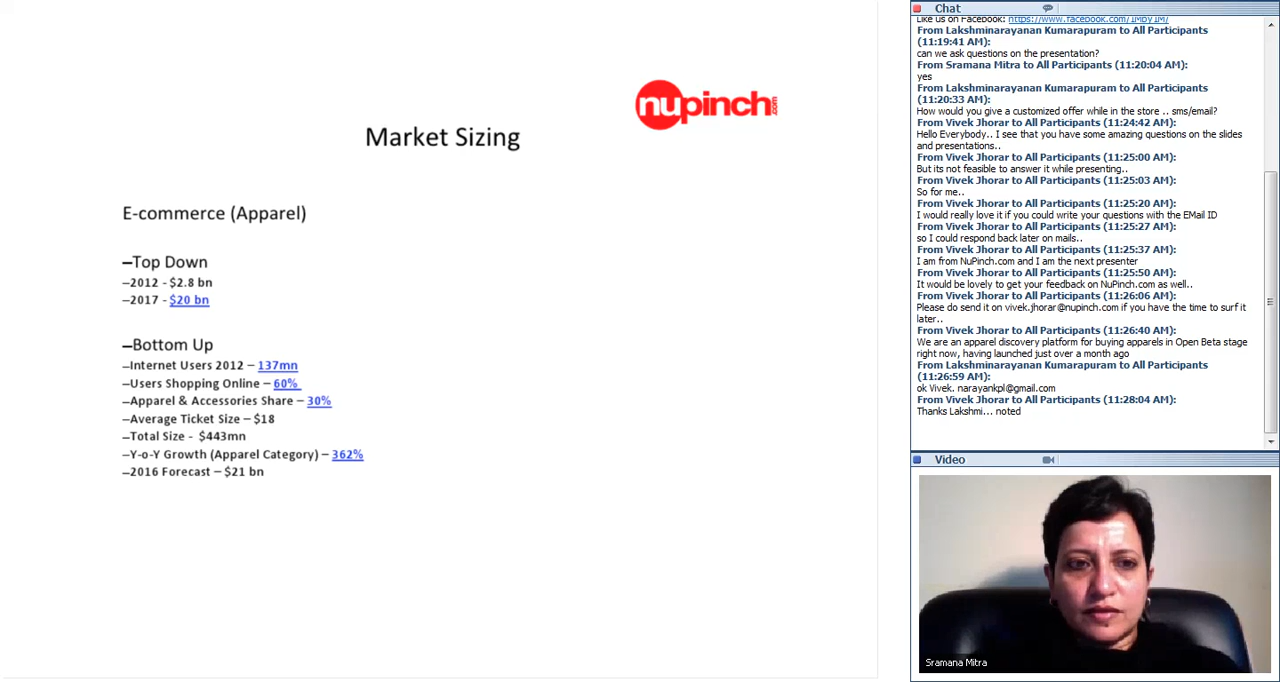 nupinch.com
Market Sizing
E-commerce (Apparel)
–Top Down
–2012 - $2.8 bn
–2017 - $20 bn
–Bottom Up
–Internet Users 2012 – 137mn
–Users Shopping Online – 60%
–Apparel & Accessories Share – 30%
–Average Ticket Size – $18
–Total Size - $443mn
–Y-o-Y Growth (Apparel Category) – 362%
–2016 Forecast – $21 bn
Chat
Like us on Facebook: https://www.facebook.com/1Mby1M/
From Lakshminarayanan Kumarapuram to All Participants
(11:19:41 AM):
can we ask questions on the presentation?
From Sramana Mitra to All Participants (11:20:04 AM):
yes
From Lakshminarayanan Kumarapuram to All Participants
(11:20:33 AM):
How would you give a customized offer while in the store .. sms/email?
From Vivek Jhorar to All Participants (11:24:42 AM):
Hello Everybody.. I see that you have some amazing questions on the slides
and presentations..
From Vivek Jhorar to All Participants (11:25:00 AM):
But its not feasible to answer it while presenting..
From Vivek Jhorar to All Participants (11:25:03 AM):
So for me..
From Vivek Jhorar to All Participants (11:25:20 AM):
I would really love it if you could write your questions with the EMail ID
From Vivek Jhorar to All Participants (11:25:27 AM):
so I could respond back later on mails..
From Vivek Jhorar to All Participants (11:25:37 AM):
I am from NuPinch.com and I am the next presenter
From Vivek Jhorar to All Participants (11:25:50 AM):
It would be lovely to get your feedback on NuPinch.com as well..
From Vivek Jhorar to All Participants (11:26:06 AM):
Please do send it on vivek.jhorar@nupinch.com if you have the time to surf it
later..
From Vivek Jhorar to All Participants (11:26:40 AM):
We are an apparel discovery platform for buying apparels in Open Beta stage
right now, having launched just over a month ago
From Lakshminarayanan Kumarapuram to All Participants
(11:26:59 AM):
ok Vivek. narayankpl@gmail.com
From Vivek Jhorar to All Participants (11:28:04 AM):
Thanks Lakshmi... noted
Video
Sramana Mitra